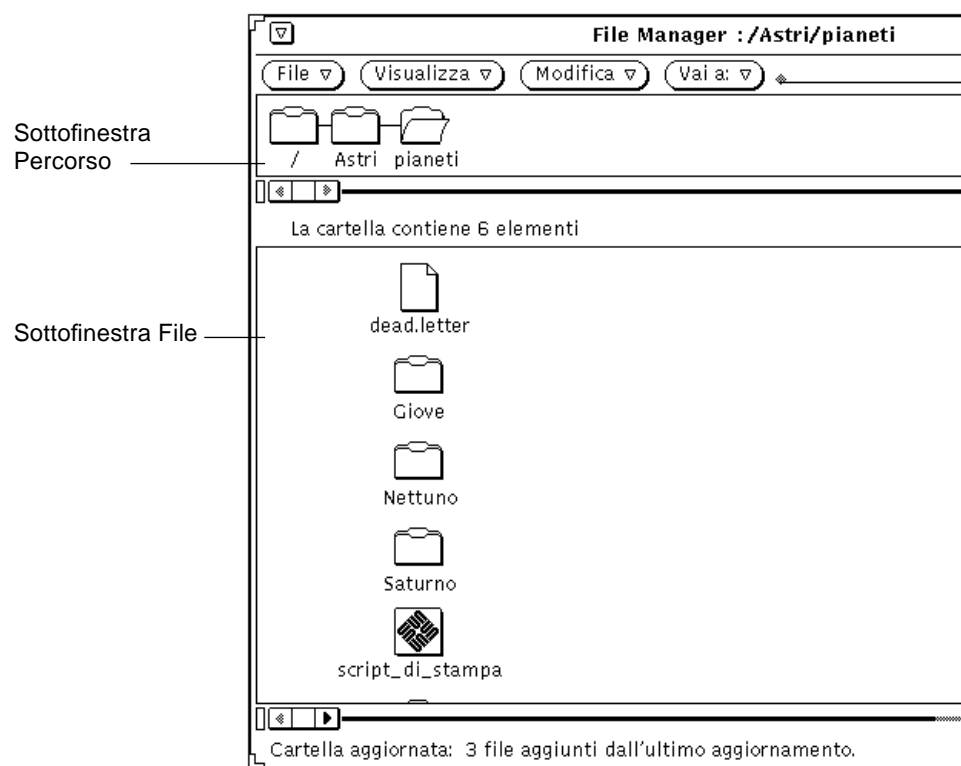 File Manager : /Astri/pianeti
File Visualizza Modifica Vai a:
Sottofinestra
Percorso
/ Astri pianeti
La cartella contiene 6 elementi
dead.letter
Sottofinestra File
Giove
Nettuno
Saturno
script_di_stampa
Cartella aggiornata: 3 file aggiunti dall'ultimo aggiornamento.